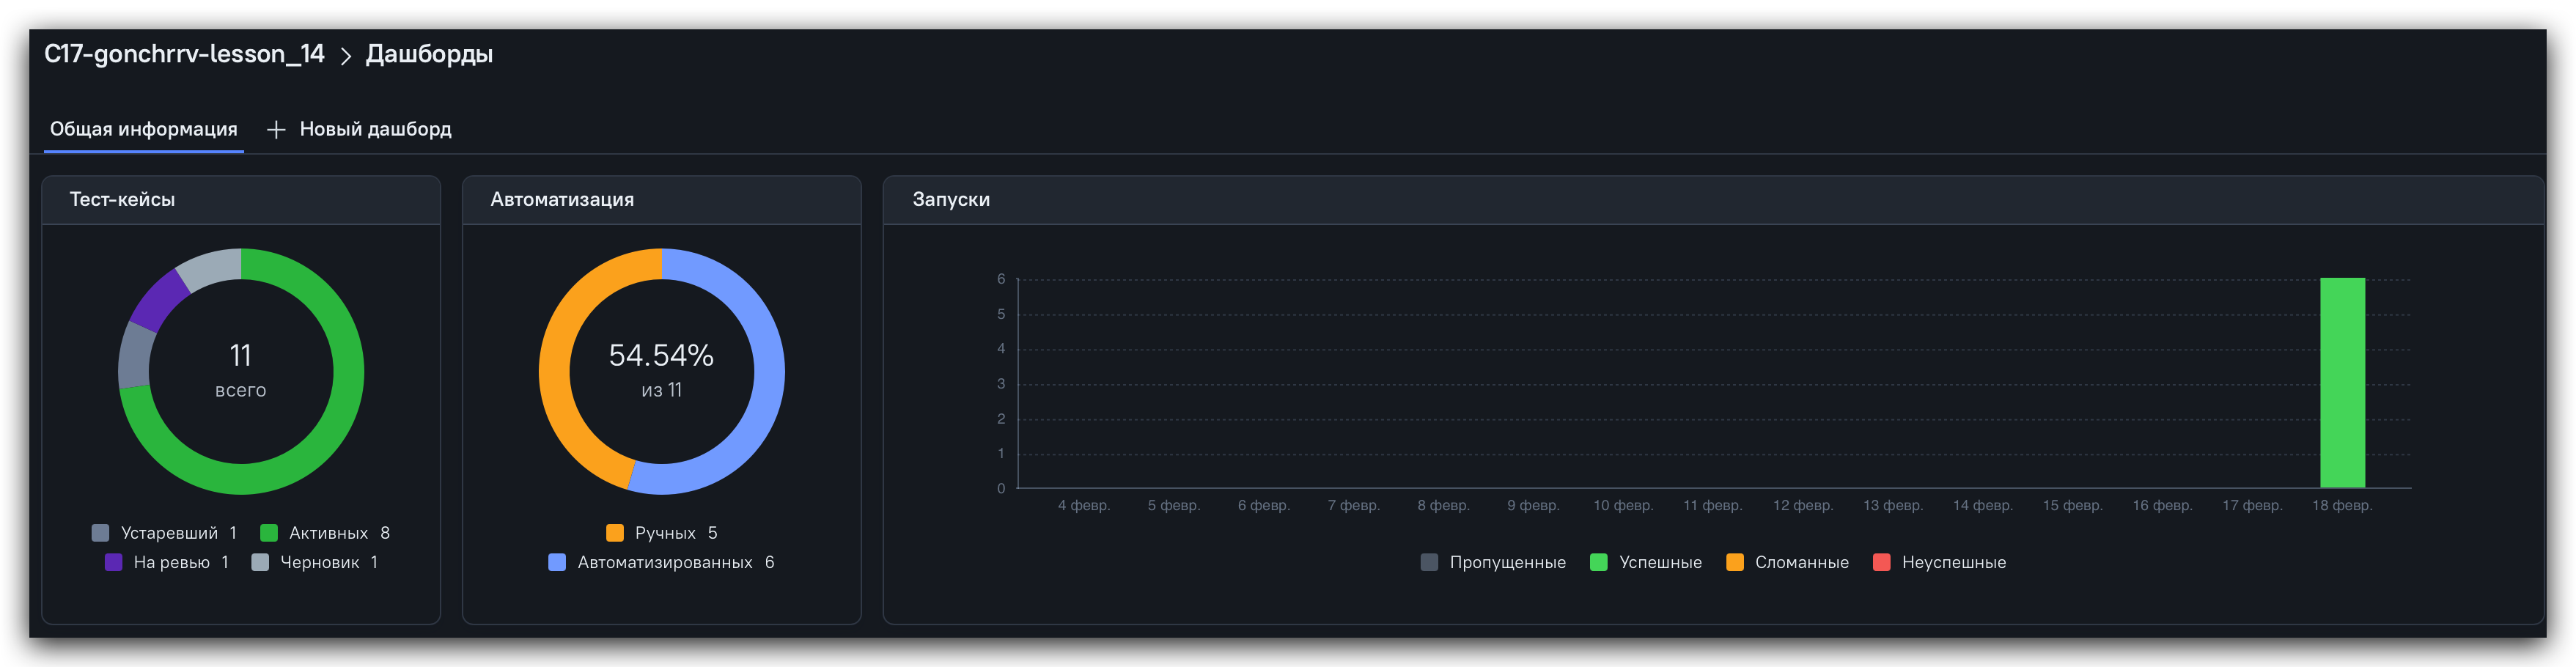 C17-gonchrrv-lesson_14 > Дашборды
Общая информация + Новый дашборд
Тест-кейсы
11
всего
Устаревший 1 Активных 8
На ревью 1 Черновик 1
Автоматизация
54.54%
из 11
Ручных 5
Автоматизированных 6
Запуски
6
5
4
3
2
1
0
4 февр. 5 февр. 6 февр. 7 февр. 8 февр. 9 февр. 10 февр. 11 февр. 12 февр. 13 февр. 14 февр. 15 февр. 16 февр. 17 февр. 18 февр.
Пропущенные Успешные Сломанные Неуспешные